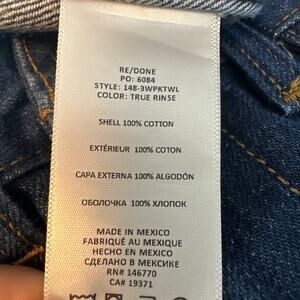 RE/DONE
PO: 6084
STYLE: 148-3WPKTWL
COLOR: TRUE RINSE
SHELL 100% COTTON
EXTÉRIEUR 100% COTON
CAPA EXTERNA 100% ALGODÓN
ОБОЛОЧКА 100% ХЛОПОК
MADE IN MEXICO
FABRIQUÉ AU MEXIQUE
HECHO EN MÉXICO
СДЕЛАНО В МЕКСИКЕ
RN# 146770
CA# 19371